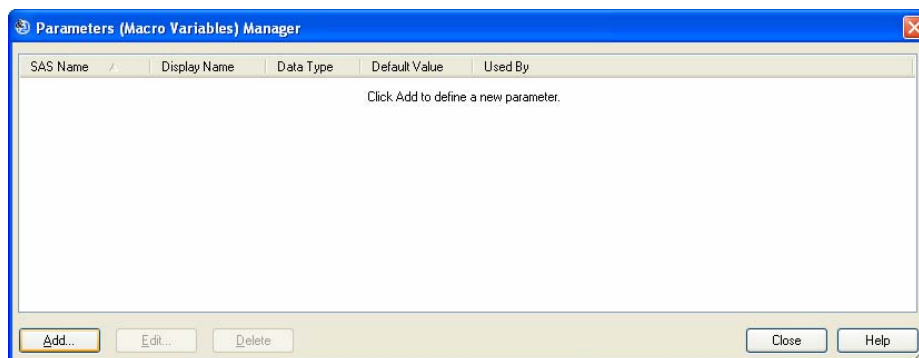 Parameters (Macro Variables) Manager
SAS Name Display Name Data Type Default Value Used By
Click Add to define a new parameter.
Add... Edit... Delete Close Help